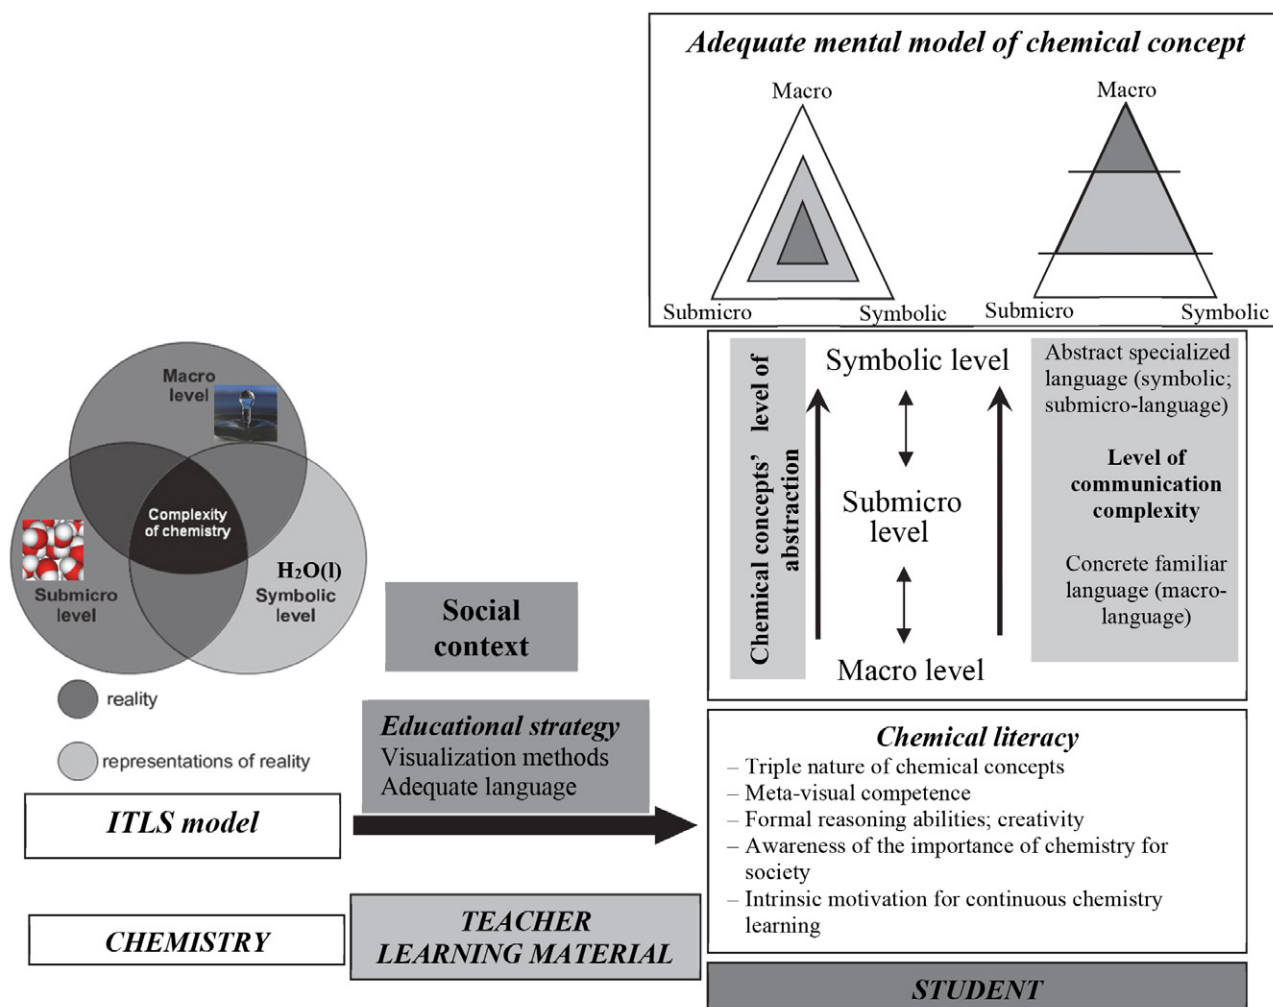 Adequate mental model of chemical concept
Macro
Macro
Submicro
Symbolic
Submicro
Symbolic
Macro
level
Complexity
of chemistry
Submicro
level
H₂O(l)
Symbolic
level
reality
representations of reality
Social
context
Educational strategy
Visualization methods
Adequate language
ITLS model
CHEMISTRY
TEACHER
LEARNING MATERIAL
Chemical concepts' level of
abstraction
Symbolic level
Submicro
level
Macro level
Abstract specialized
language (symbolic;
submicro-language)
Level of
communication
complexity
Concrete familiar
language (macro-
language)
Chemical literacy
– Triple nature of chemical concepts
– Meta-visual competence
– Formal reasoning abilities; creativity
– Awareness of the importance of chemistry for
society
– Intrinsic motivation for continuous chemistry
learning
STUDENT